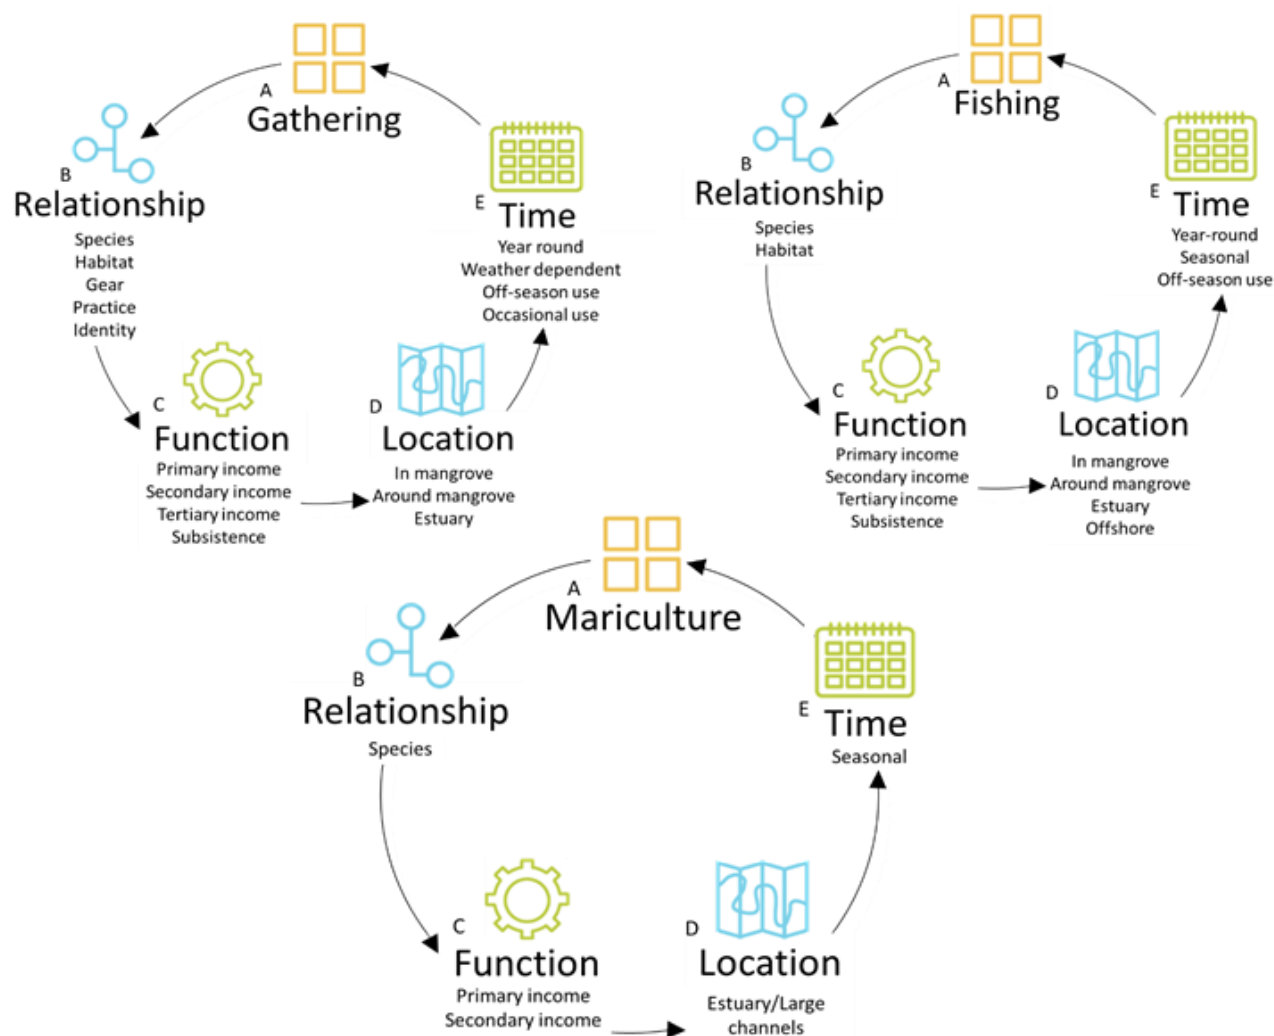 A
Gathering
B
Relationship
Species
Habitat
Gear
Practice
Identity
C
Function
Primary income
Secondary income
Tertiary income
Subsistence
D
Location
In mangrove
Around mangrove
Estuary
E
Time
Year round
Weather dependent
Off-season use
Occasional use
A
Fishing
B
Relationship
Species
Habitat
C
Function
Primary income
Secondary income
Tertiary income
Subsistence
D
Location
In mangrove
Around mangrove
Estuary
Offshore
E
Time
Year-round
Seasonal
Off-season use
A
Mariculture
B
Relationship
Species
C
Function
Primary income
Secondary income
D
Location
Estuary/Large
channels
E
Time
Seasonal